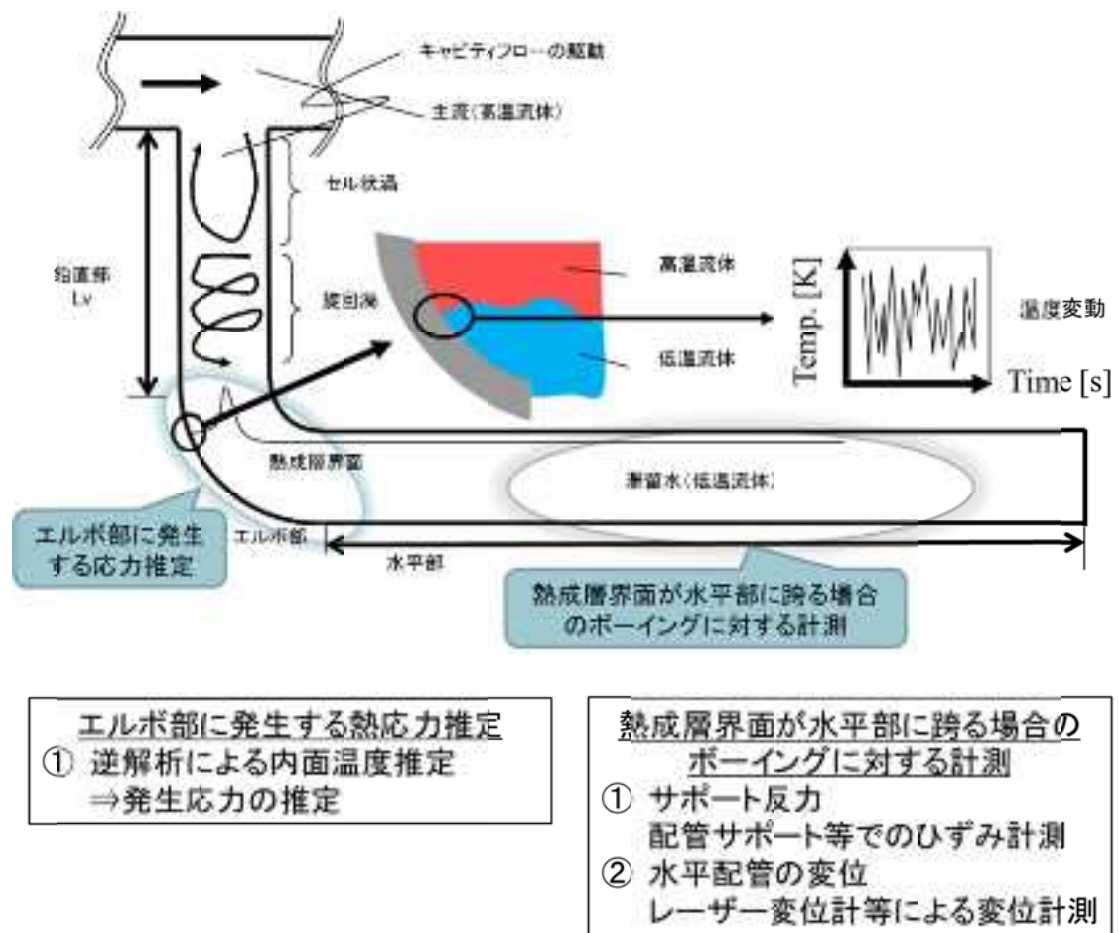 キャビティフローの駆動
主流(高温流体)
セル状渦
鉛直部
Lv
旋回渦
高温流体
低温流体
Temp. [K]
Time [s]
温度変動
熱成層界面
滞留水(低温流体)
エルボ部に発生
する応力推定
エルボ部
水平部
熱成層界面が水平部に跨る場合
のボーイングに対する計測
エルボ部に発生する熱応力推定
① 逆解析による内面温度推定
⇒発生応力の推定
熱成層界面が水平部に跨る場合の
ボーイングに対する計測
① サポート反力
配管サポート等でのひずみ計測
② 水平配管の変位
レーザー変位計等による変位計測